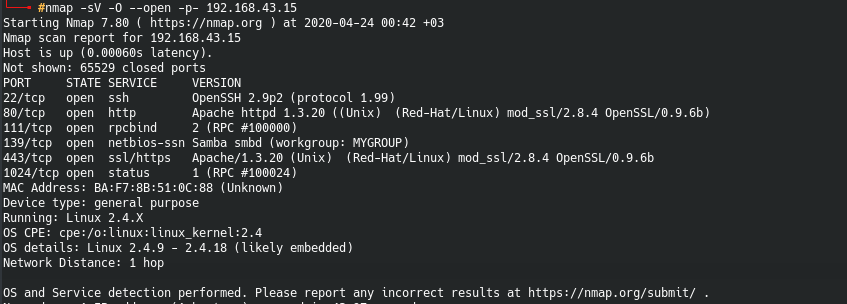 #nmap -sV -O --open -p- 192.168.43.15
Starting Nmap 7.80 ( https://nmap.org ) at 2020-04-24 00:42 +03
Nmap scan report for 192.168.43.15
Host is up (0.00060s latency).
Not shown: 65529 closed ports
PORT STATE SERVICE VERSION
22/tcp open ssh OpenSSH 2.9p2 (protocol 1.99)
80/tcp open http Apache httpd 1.3.20 ((Unix) (Red-Hat/Linux) mod_ssl/2.8.4 OpenSSL/0.9.6b)
111/tcp open rpcbind 2 (RPC #100000)
139/tcp open netbios-ssn Samba smbd (workgroup: MYGROUP)
443/tcp open ssl/https Apache/1.3.20 (Unix) (Red-Hat/Linux) mod_ssl/2.8.4 OpenSSL/0.9.6b
1024/tcp open status 1 (RPC #100024)
MAC Address: BA:F7:8B:51:0C:88 (Unknown)
Device type: general purpose
Running: Linux 2.4.X
OS CPE: cpe:/o:linux:linux_kernel:2.4
OS details: Linux 2.4.9 - 2.4.18 (likely embedded)
Network Distance: 1 hop
OS and Service detection performed. Please report any incorrect results at https://nmap.org/submit/ .